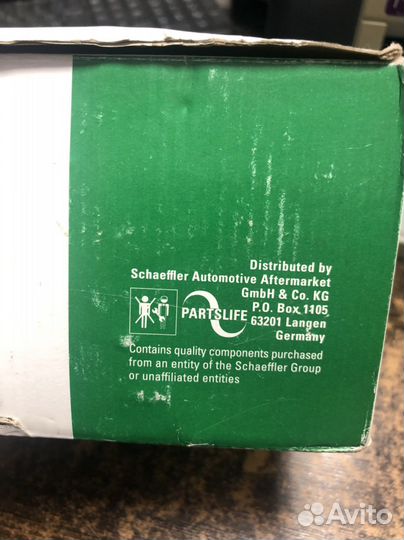 Distributed by
Schaeffler Automotive Aftermarket
GmbH & Co. KG
P.O. Box 1105
63201 Langen
Germany
PARTSLIFE
Contains quality components purchased
from an entity of the Schaeffler Group
or unaffiliated entities
Avito